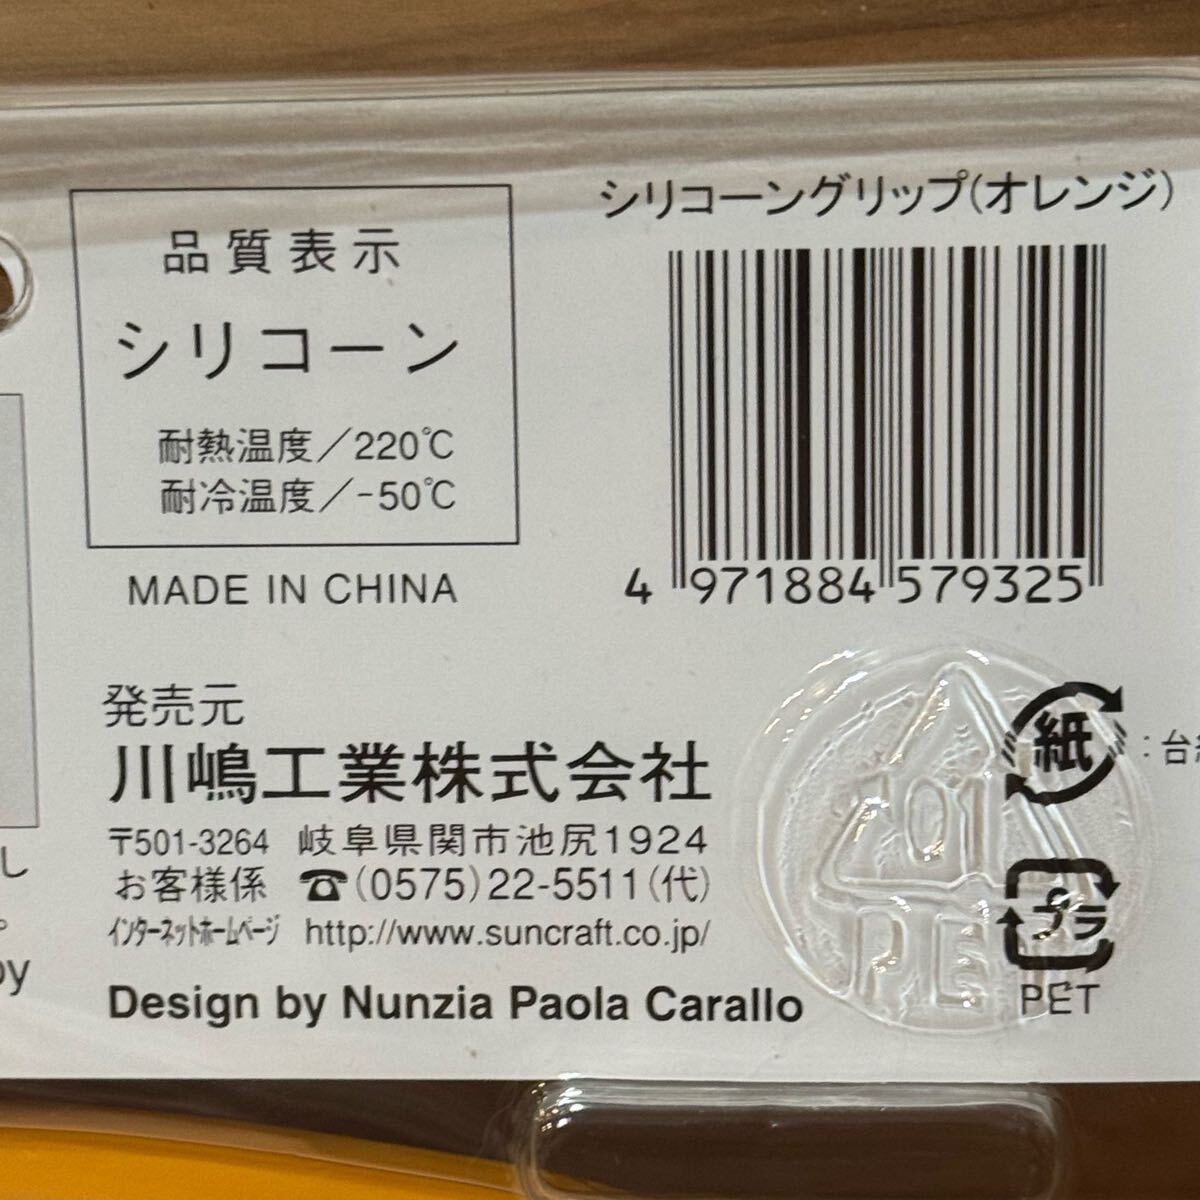 シリコーングリップ(オレンジ)
品質表示
シリコーン
耐熱温度/220℃
耐冷温度/-50℃
MADE IN CHINA
4 971884 579325
発売元
川嶋工業株式会社
〒501-3264 岐阜県関市池尻1924
お客様係 ☎(0575)22-5511(代)
インターネットホームページ http://www.suncraft.co.jp/
Design by Nunzia Paola Carallo
紙
:台
プラ
PET
し
by